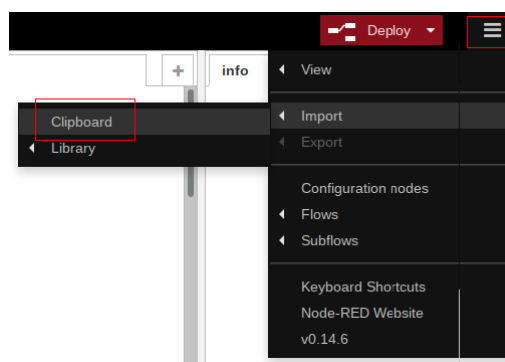 Deploy
+
info
View
Clipboard
Library
Import
Export
Configuration nodes
Flows
Subflows
Keyboard Shortcuts
Node-RED Website
v0.14.6